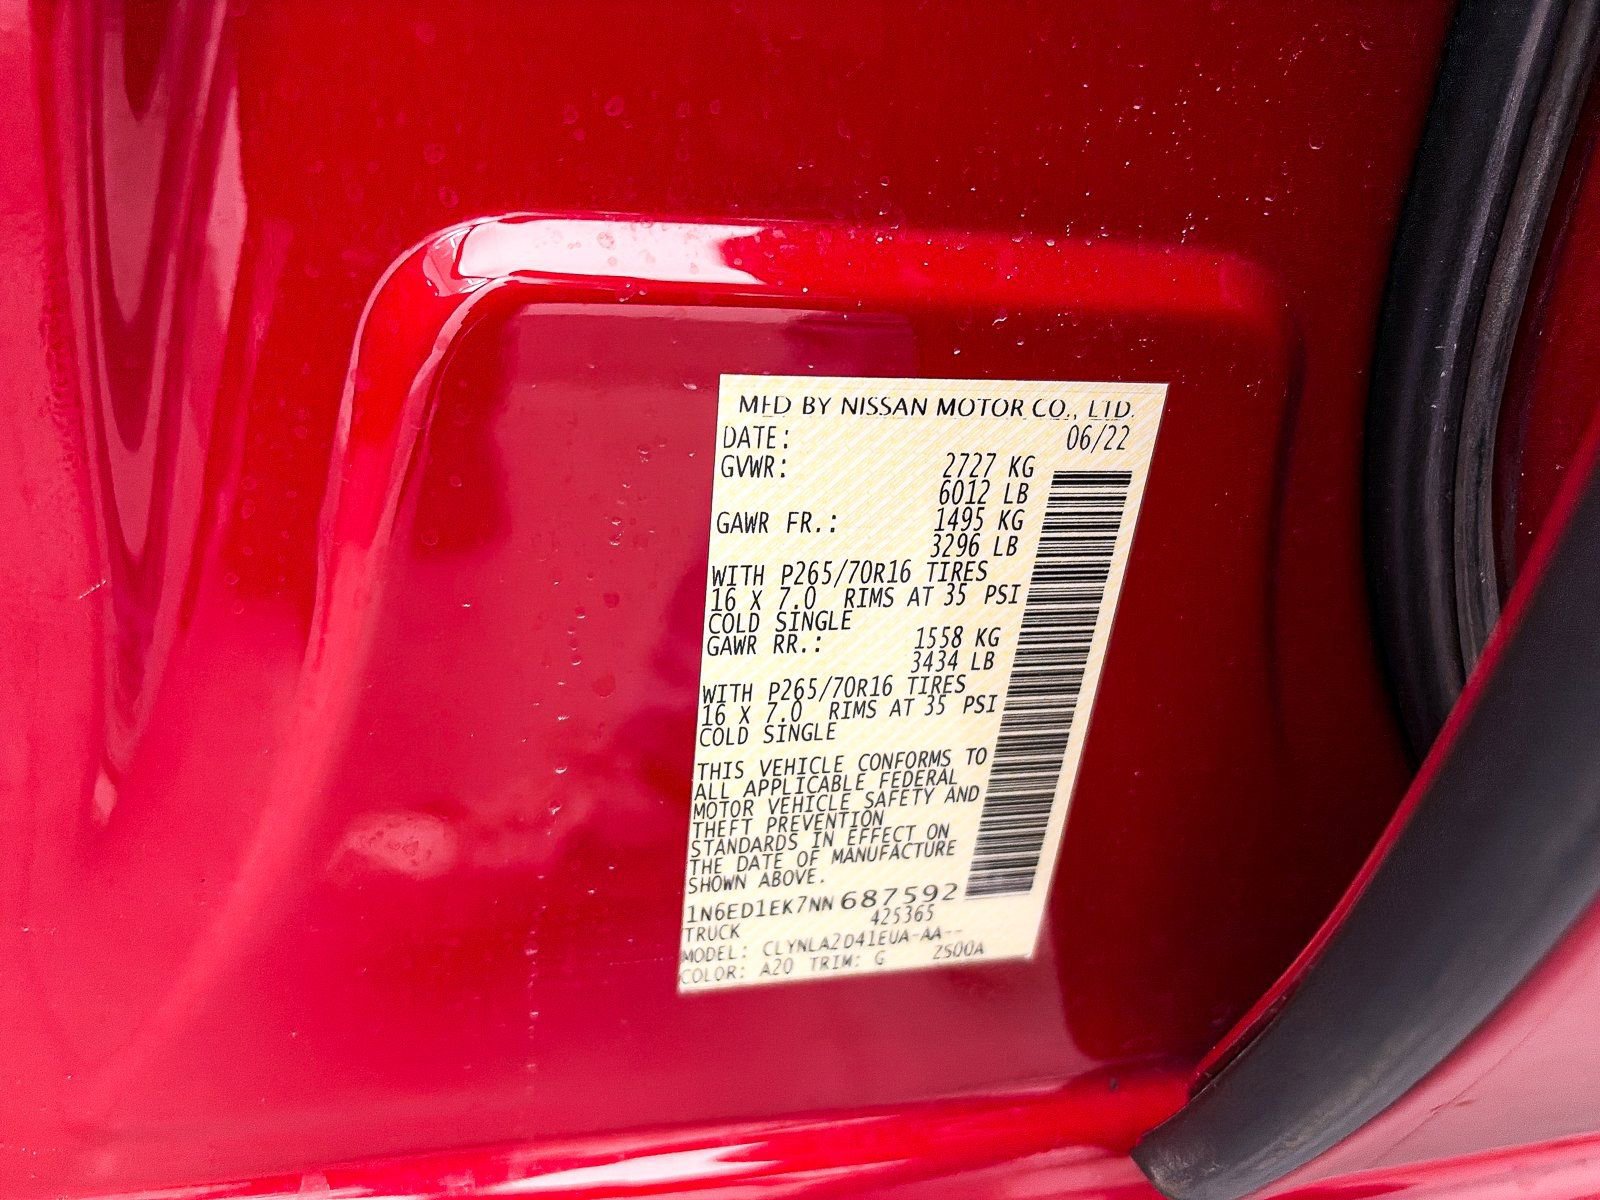 MFD BY NISSAN MOTOR CO., LTD.
DATE: 06/22
GVWR: 2727 KG
6012 LB
GAWR FR.: 1495 KG
3296 LB
WITH P265/70R16 TIRES
16 X 7.0 RIMS AT 35 PSI
COLD SINGLE
GAWR RR.: 1558 KG
3434 LB
WITH P265/70R16 TIRES
16 X 7.0 RIMS AT 35 PSI
COLD SINGLE
THIS VEHICLE CONFORMS TO
ALL APPLICABLE FEDERAL
MOTOR VEHICLE SAFETY AND
THEFT PREVENTION
STANDARDS IN EFFECT ON
THE DATE OF MANUFACTURE
SHOWN ABOVE.
1N6ED1EK7NN687592
TRUCK 425365
MODEL: CLYNLA2D41EUA-AA--
COLOR: A20 TRIM: G ZS00A